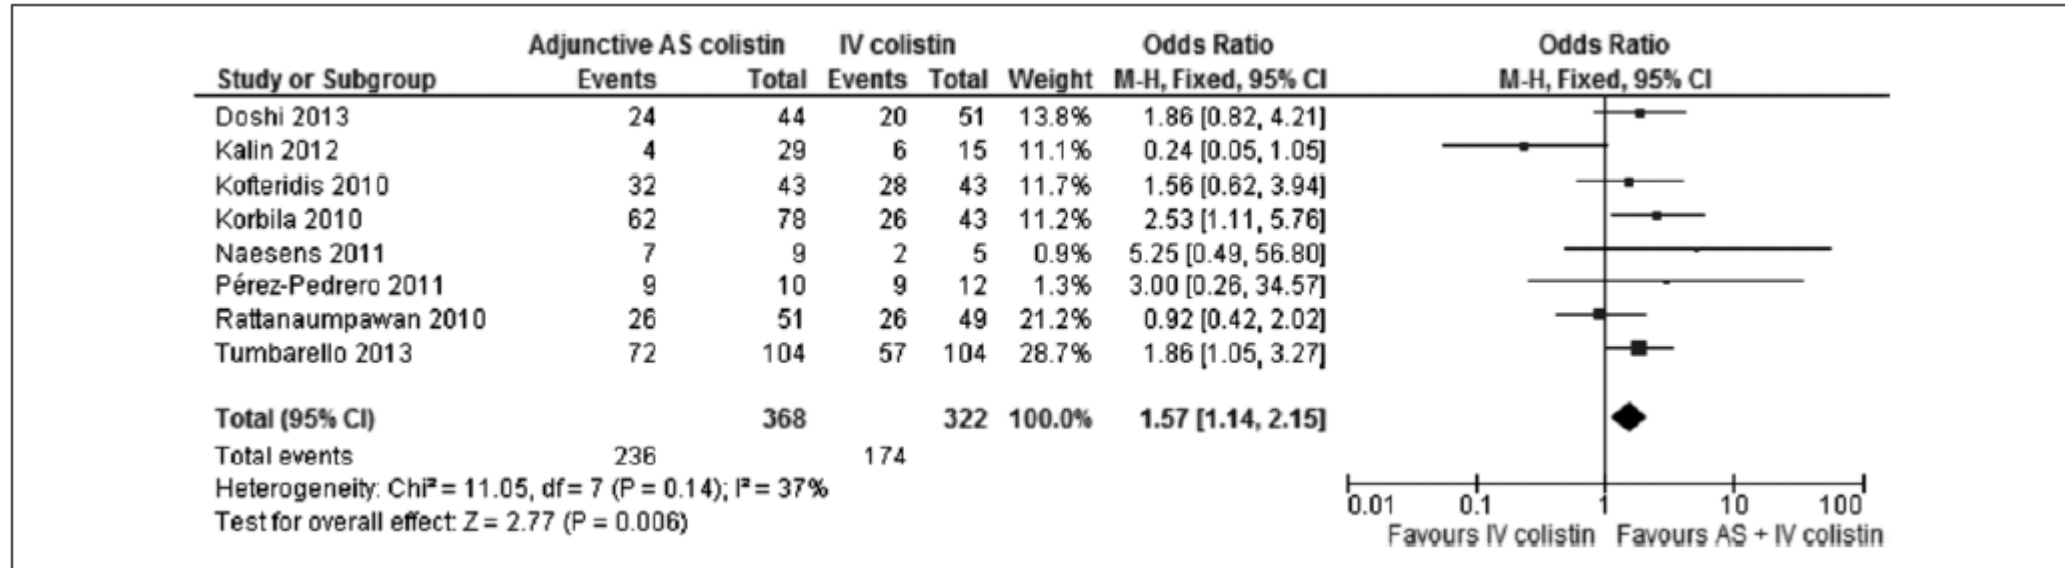 Adjunctive AS colistin IV colistin Odds Ratio Odds Ratio
Study or Subgroup Events Total Events Total Weight M-H, Fixed, 95% CI M-H, Fixed, 95% CI
Doshi 2013 24 44 20 51 13.8% 1.86 [0.82, 4.21]
Kalin 2012 4 29 6 15 11.1% 0.24 [0.05, 1.05]
Kofteridis 2010 32 43 28 43 11.7% 1.56 [0.62, 3.94]
Korbila 2010 62 78 26 43 11.2% 2.53 [1.11, 5.76]
Naesens 2011 7 9 2 5 0.9% 5.25 [0.49, 56.80]
Pérez-Pedrero 2011 9 10 9 12 1.3% 3.00 [0.26, 34.57]
Rattanaumpawan 2010 26 51 26 49 21.2% 0.92 [0.42, 2.02]
Tumbarello 2013 72 104 57 104 28.7% 1.86 [1.05, 3.27]
Total (95% CI) 368 322 100.0% 1.57 [1.14, 2.15]
Total events 236 174
Heterogeneity: Chi² = 11.05, df = 7 (P = 0.14); I² = 37%
Test for overall effect: Z = 2.77 (P = 0.006)
0.01 0.1 1 10 100
Favours IV colistin Favours AS + IV colistin